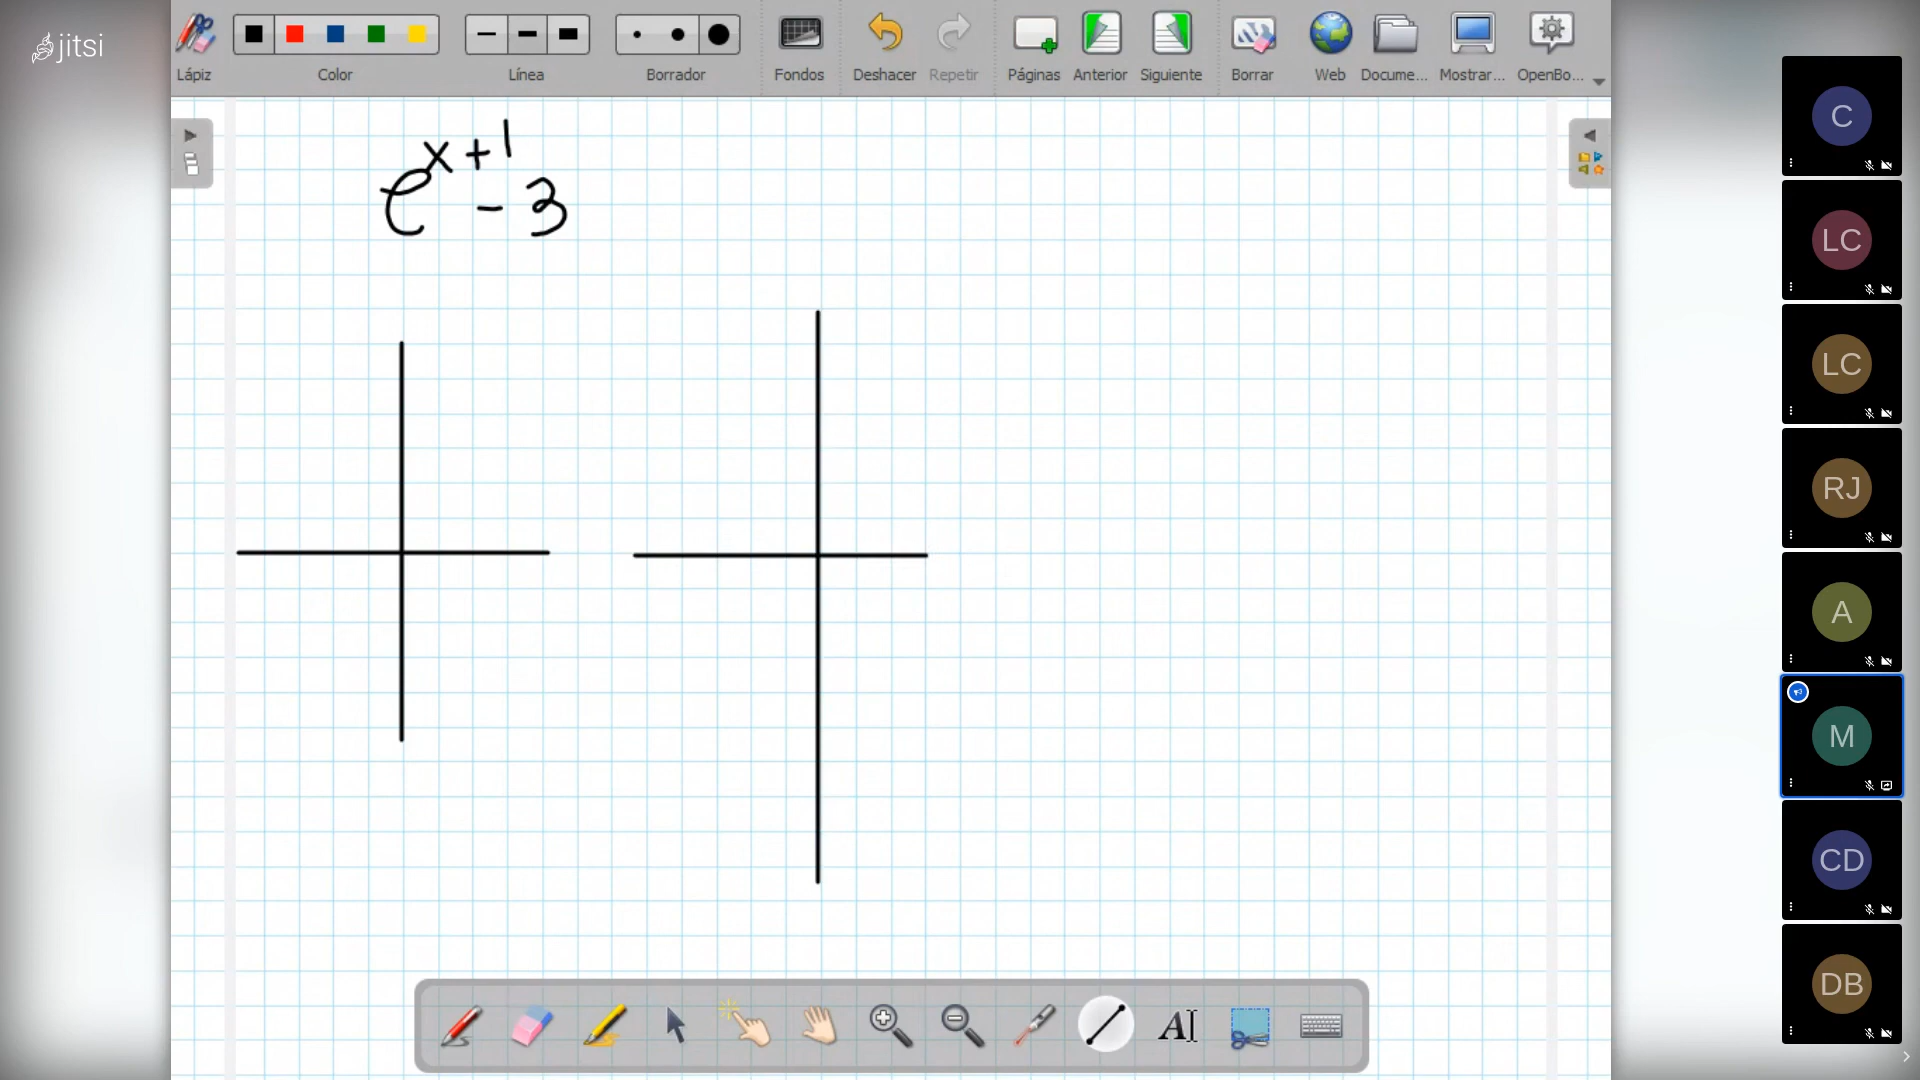 jitsi
Lápiz Color Línea Borrador Fondos Deshacer Repetir Páginas Anterior Siguiente Borrar Web Docume... Mostrar... OpenBo...
e^{x+1} - 3
C
LC
LC
RJ
A
M
CD
DB
AI